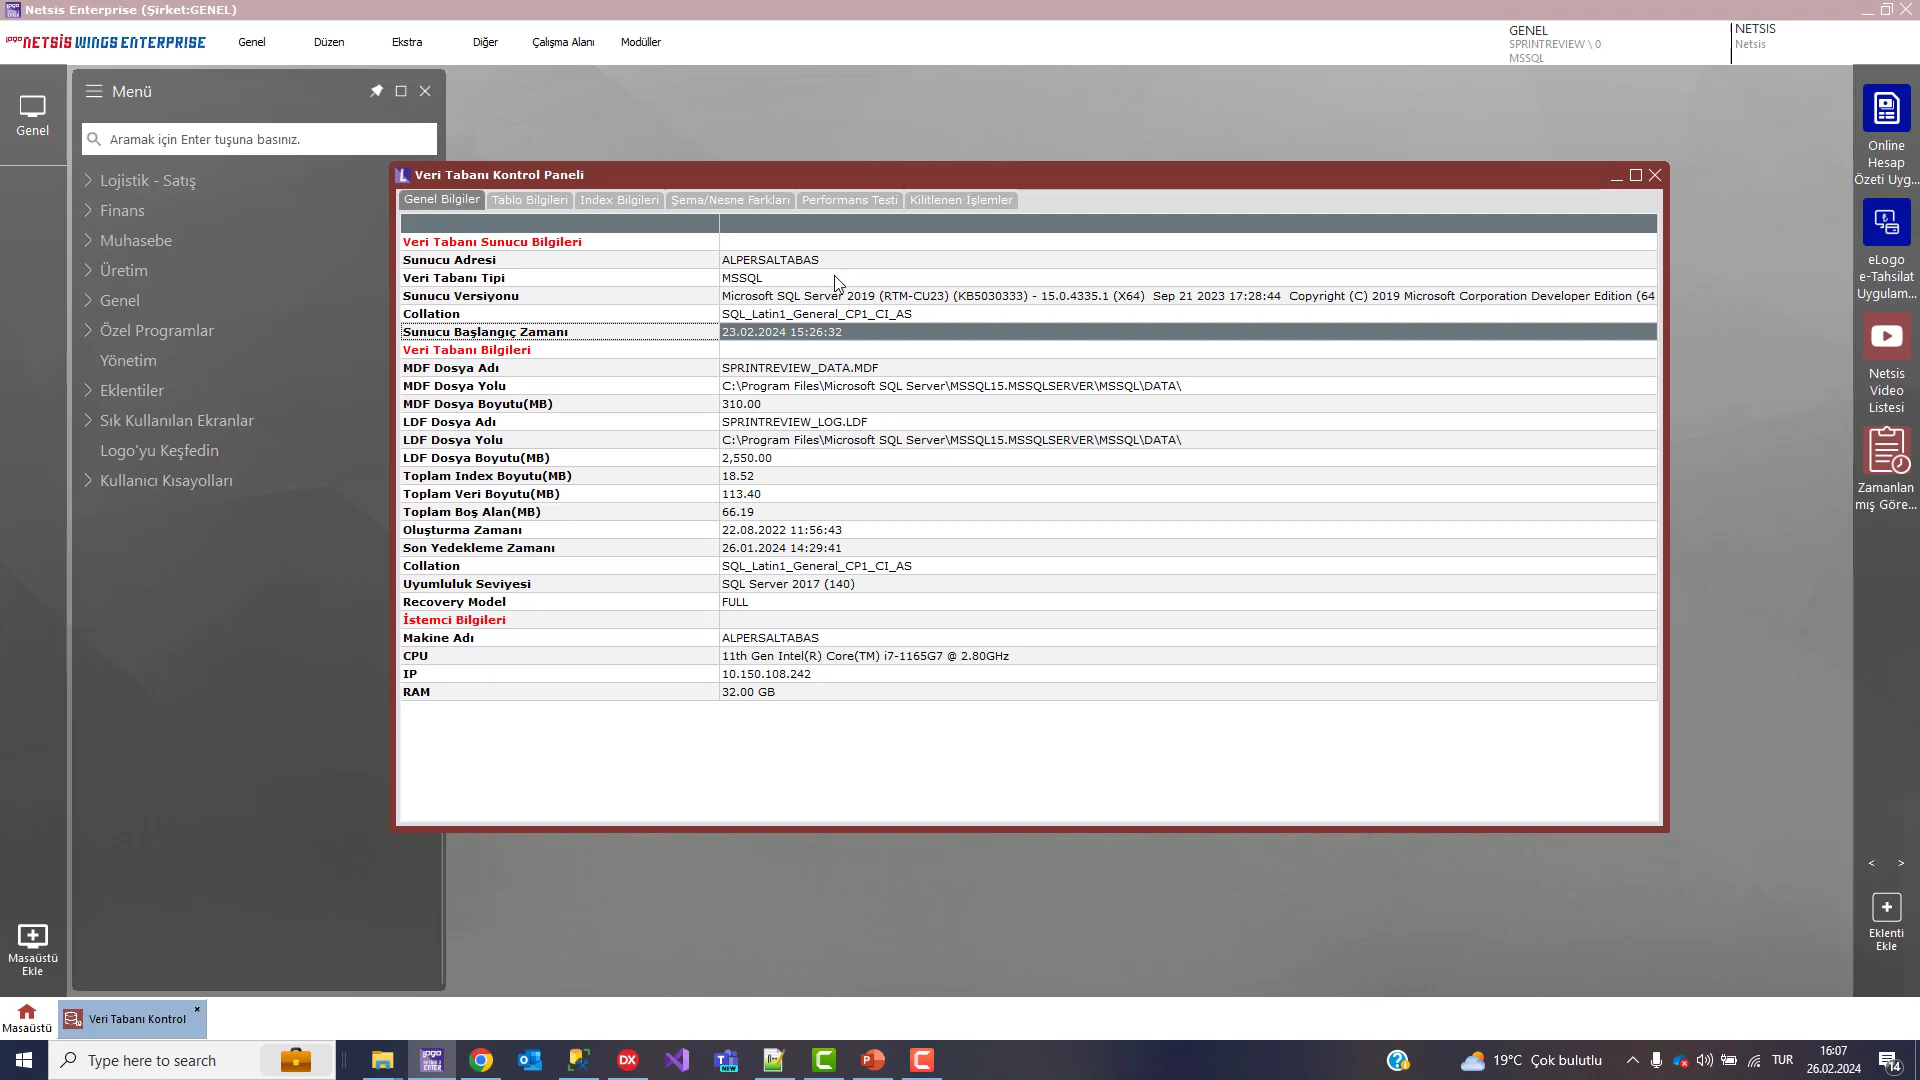 Netsis Enterprise (Şirket:GENEL)
LOGO NETSİS WINGS ENTERPRISE
Genel
Düzen
Ekstra
Diğer
Çalışma Alanı
Modüller
GENEL
SPRINTREVIEW \ 0
MSSQL
NETSIS
Netsis
Genel
Menü
Aramak için Enter tuşuna basınız.
Lojistik - Satış
Finans
Muhasebe
Üretim
Genel
Özel Programlar
Yönetim
Eklentiler
Sık Kullanılan Ekranlar
Logo'yu Keşfedin
Kullanıcı Kısayolları
Veri Tabanı Kontrol Paneli
Genel Bilgiler
Tablo Bilgileri
Index Bilgileri
Şema/Nesne Farkları
Performans Testi
Kilitlenen İşlemler
Veri Tabanı Sunucu Bilgileri
Sunucu Adresi ALPERSALTABAS
Veri Tabanı Tipi MSSQL
Sunucu Versiyonu Microsoft SQL Server 2019 (RTM-CU23) (KB5030333) - 15.0.4335.1 (X64) Sep 21 2023 17:28:44 Copyright (C) 2019 Microsoft Corporation Developer Edition (64
Collation SQL_Latin1_General_CP1_CI_AS
Sunucu Başlangıç Zamanı 23.02.2024 15:26:32
Veri Tabanı Bilgileri
MDF Dosya Adı SPRINTREVIEW_DATA.MDF
MDF Dosya Yolu C:\Program Files\Microsoft SQL Server\MSSQL15.MSSQLSERVER\MSSQL\DATA\
MDF Dosya Boyutu(MB) 310.00
LDF Dosya Adı SPRINTREVIEW_LOG.LDF
LDF Dosya Yolu C:\Program Files\Microsoft SQL Server\MSSQL15.MSSQLSERVER\MSSQL\DATA\
LDF Dosya Boyutu(MB) 2,550.00
Toplam Index Boyutu(MB) 18.52
Toplam Veri Boyutu(MB) 113.40
Toplam Boş Alan(MB) 66.19
Oluşturma Zamanı 22.08.2022 11:56:43
Son Yedekleme Zamanı 26.01.2024 14:29:41
Collation SQL_Latin1_General_CP1_CI_AS
Uyumluluk Seviyesi SQL Server 2017 (140)
Recovery Model FULL
İstemci Bilgileri
Makine Adı ALPERSALTABAS
CPU 11th Gen Intel(R) Core(TM) i7-1165G7 @ 2.80GHz
IP 10.150.108.242
RAM 32.00 GB
Online
Hesap
Özeti Uyg...
eLogo
e-Tahsilat
Uygulam...
Netsis
Video
Listesi
Zamanlan
mış Göre...
< >
Eklenti
Ekle
Masaüstü
Ekle
Masaüstü
Veri Tabanı Kontrol
Type here to search
19°C Çok bulutlu
TUR
16:07
26.02.2024
14